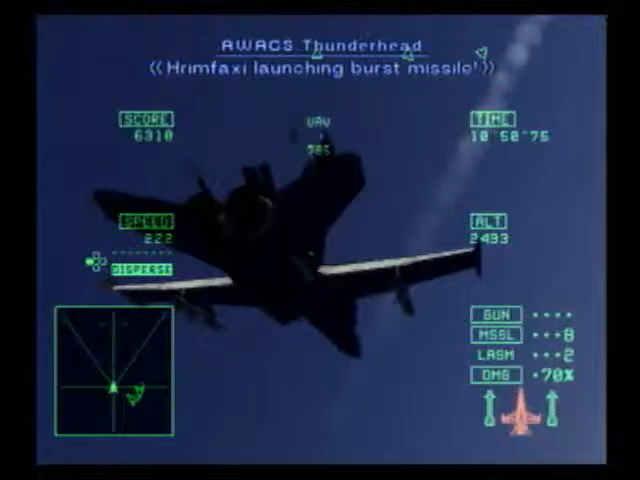 AWACS Thunderhead
<<Hrimfaxi launching burst missile!>>
SCORE
6310
UAV
785
TIME
10'50"75
SPEED
222
ALT
2493
DISPERSE
GUN
MSSL 8
LASM 2
DMG 70%